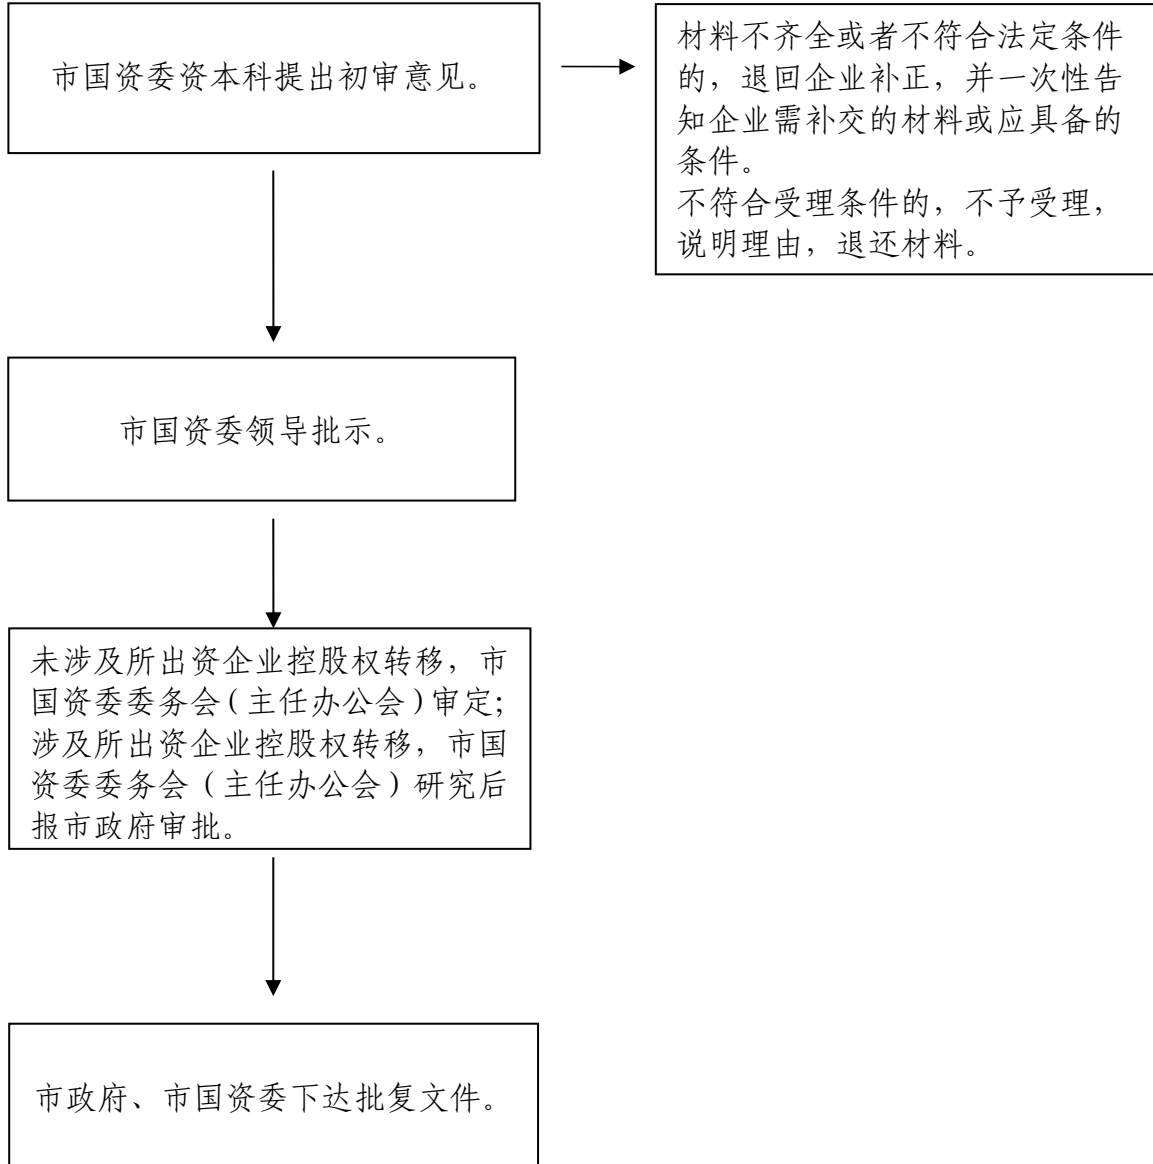 市国资委资本科提出初审意见。
材料不齐全或者不符合法定条件
的，退回企业补正，并一次性告
知企业需补交的材料或应具备的
条件。
不符合受理条件的，不予受理，
说明理由，退还材料。
市国资委领导批示。
未涉及所出资企业控股权转移，市
国资委委务会（主任办公会）审定；
涉及所出资企业控股权转移，市国
资委委务会（主任办公会）研究后
报市政府审批。
市政府、市国资委下达批复文件。